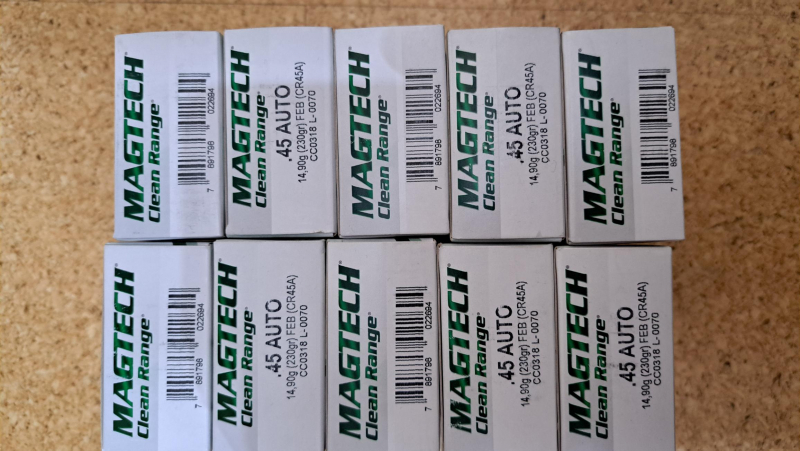 MAGTECH®
Clean Range®
7 891798 022694
MAGTECH®
Clean Range®
.45 AUTO
14,90g (230gr) FEB (CR45A)
CC0318 L-0070
MAGTECH®
Clean Range®
7 891798 022694
MAGTECH®
Clean Range®
.45 AUTO
14,90g (230gr) FEB (CR45A)
CC0318 L-0070
MAGTECH®
Clean Range®
7 891798 022694
MAGTECH®
Clean Range®
7 891798 022694
MAGTECH®
Clean Range®
.45 AUTO
14,90g (230gr) FEB (CR45A)
CC0318 L-0070
MAGTECH®
Clean Range®
7 891798 022694
MAGTECH®
Clean Range®
.45 AUTO
14,90g (230gr) FEB (CR45A)
CC0318 L-0070
MAGTECH®
Clean Range®
.45 AUTO
14,90g (230gr) FEB (CR45A)
CC0318 L-0070